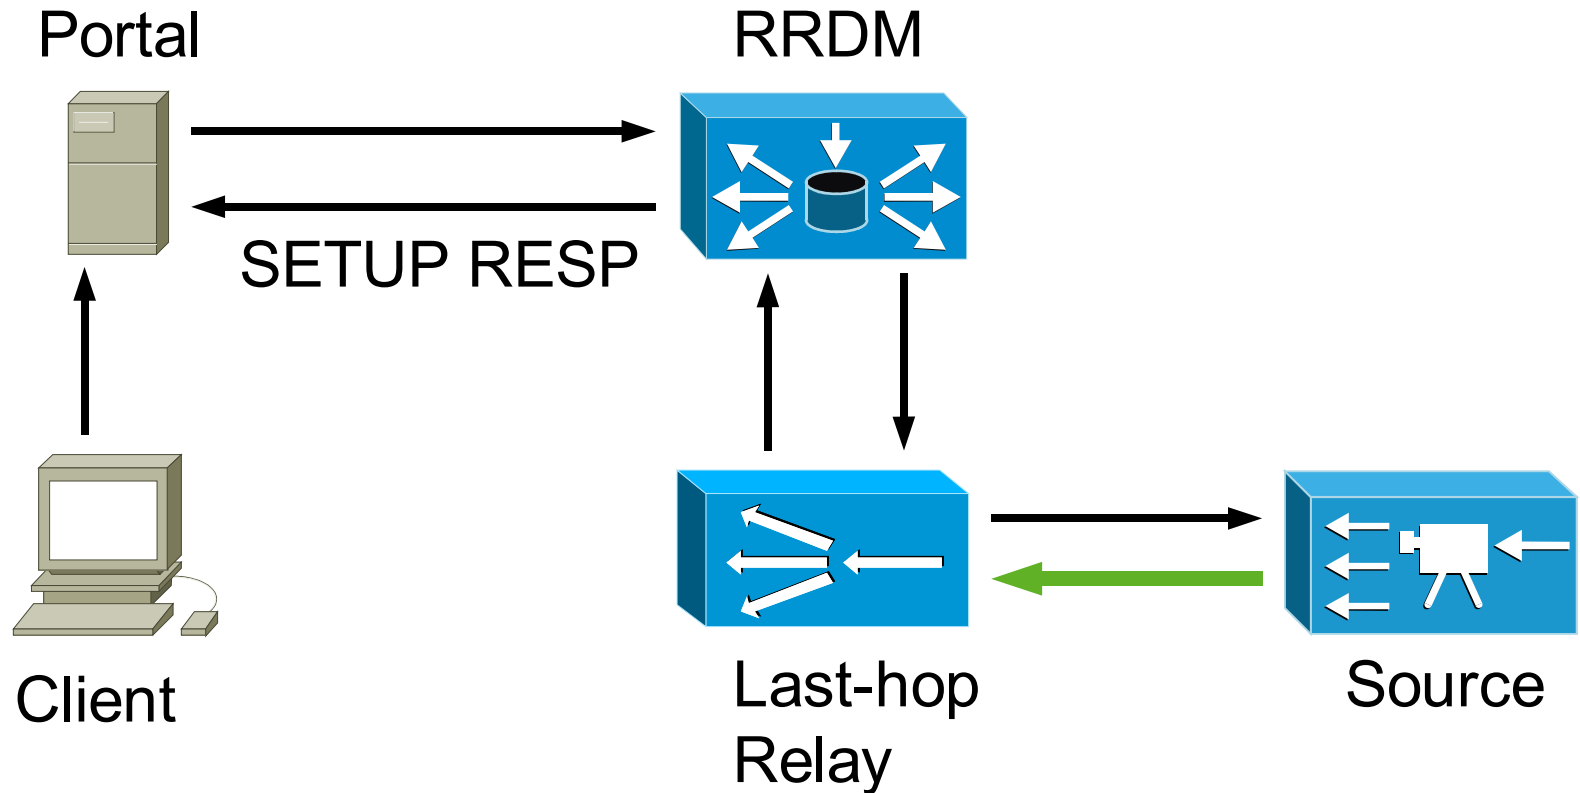 Portal
RRDM
SETUP RESP
Client
Last-hop
Relay
Source